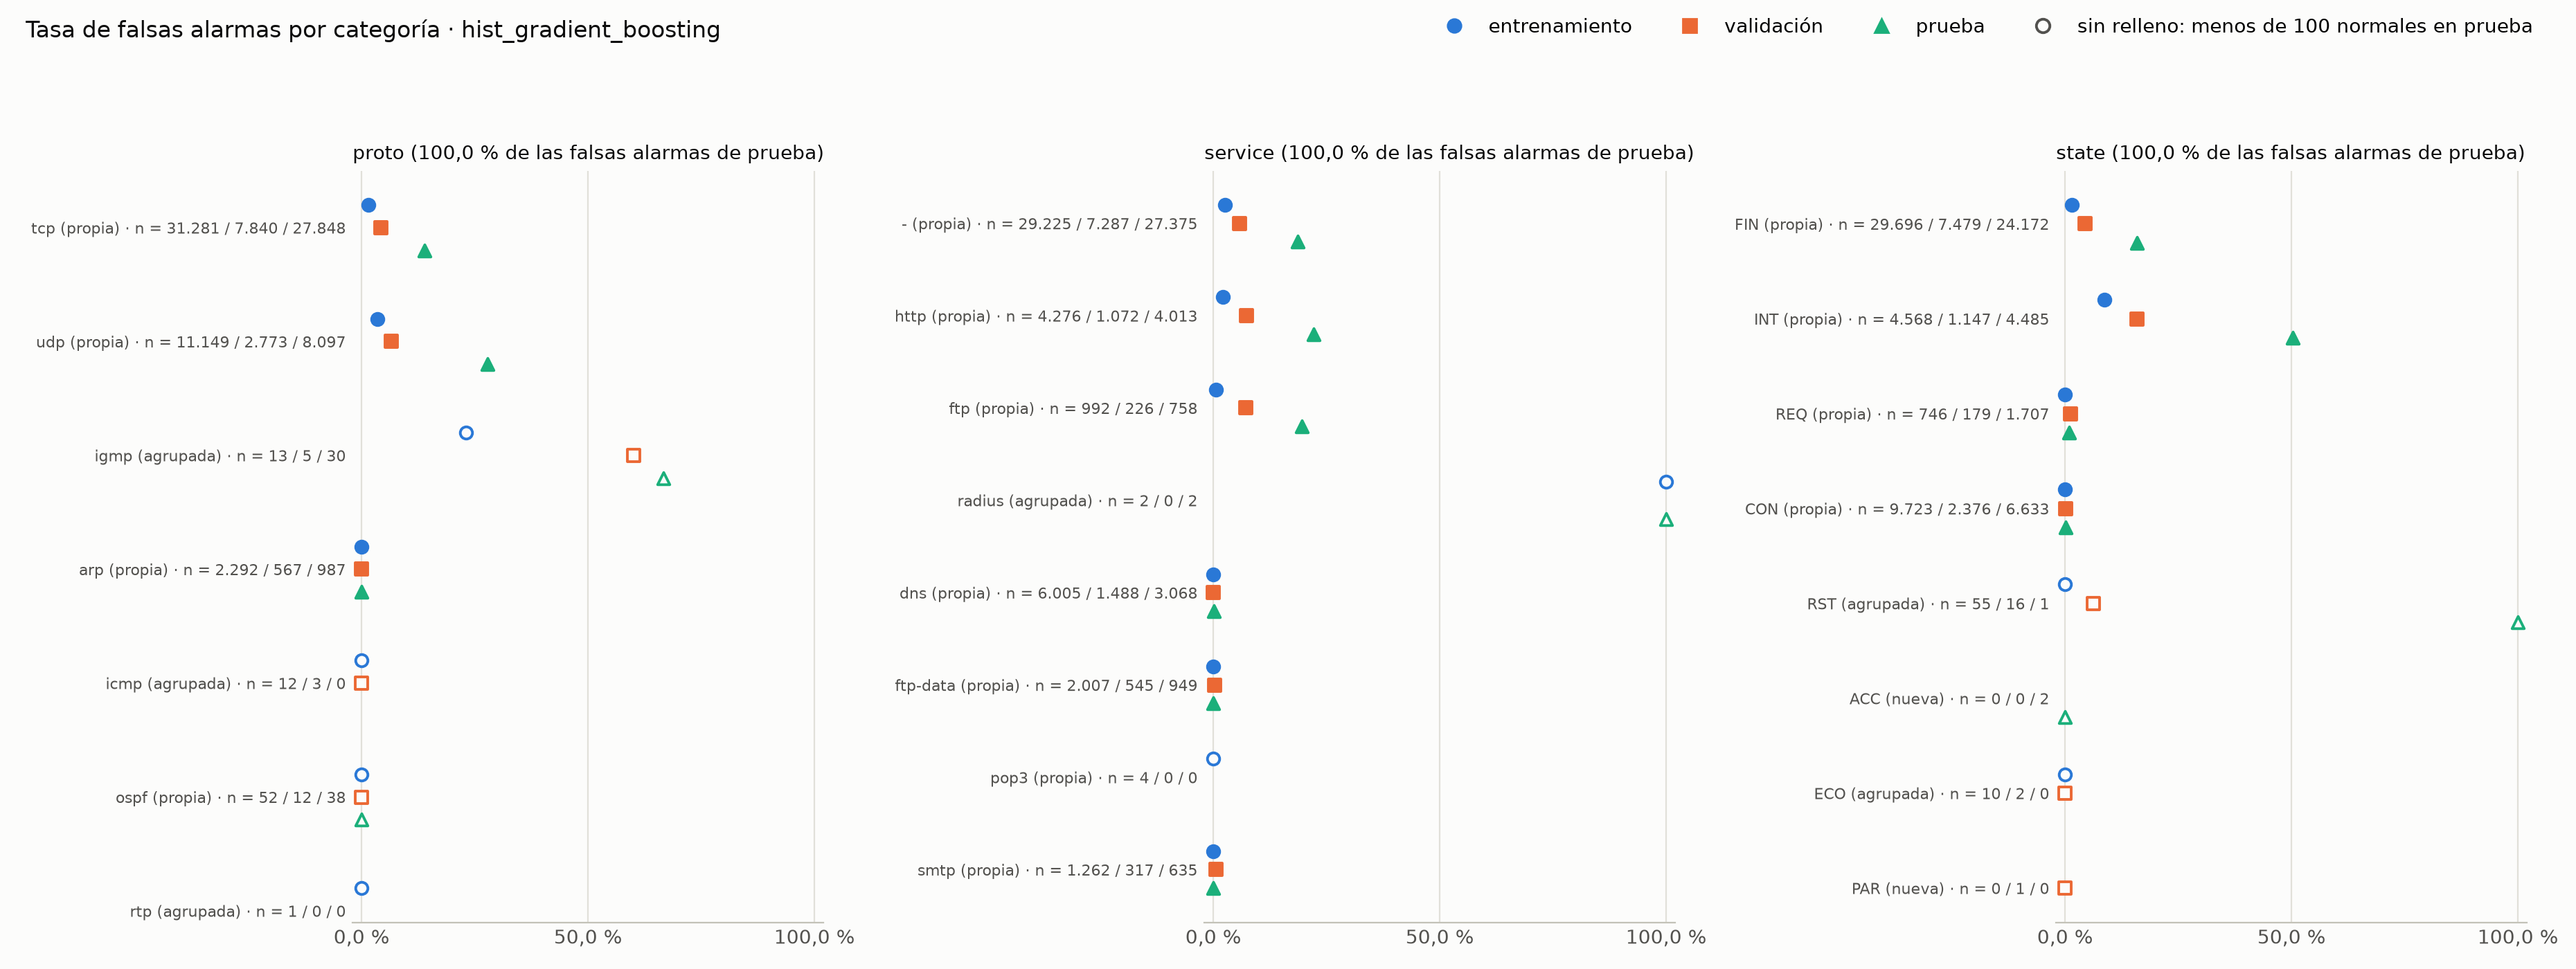 Tasa de falsas alarmas por categoría · hist_gradient_boosting
entrenamiento
validación
prueba
sin relleno: menos de 100 normales en prueba
proto (100,0 % de las falsas alarmas de prueba)
tcp (propia) · n = 31.281 / 7.840 / 27.848
udp (propia) · n = 11.149 / 2.773 / 8.097
igmp (agrupada) · n = 13 / 5 / 30
arp (propia) · n = 2.292 / 567 / 987
icmp (agrupada) · n = 12 / 3 / 0
ospf (propia) · n = 52 / 12 / 38
rtp (agrupada) · n = 1 / 0 / 0
0,0 %
50,0 %
100,0 %
service (100,0 % de las falsas alarmas de prueba)
- (propia) · n = 29.225 / 7.287 / 27.375
http (propia) · n = 4.276 / 1.072 / 4.013
ftp (propia) · n = 992 / 226 / 758
radius (agrupada) · n = 2 / 0 / 2
dns (propia) · n = 6.005 / 1.488 / 3.068
ftp-data (propia) · n = 2.007 / 545 / 949
pop3 (propia) · n = 4 / 0 / 0
smtp (propia) · n = 1.262 / 317 / 635
0,0 %
50,0 %
100,0 %
state (100,0 % de las falsas alarmas de prueba)
FIN (propia) · n = 29.696 / 7.479 / 24.172
INT (propia) · n = 4.568 / 1.147 / 4.485
REQ (propia) · n = 746 / 179 / 1.707
CON (propia) · n = 9.723 / 2.376 / 6.633
RST (agrupada) · n = 55 / 16 / 1
ACC (nueva) · n = 0 / 0 / 2
ECO (agrupada) · n = 10 / 2 / 0
PAR (nueva) · n = 0 / 1 / 0
0,0 %
50,0 %
100,0 %